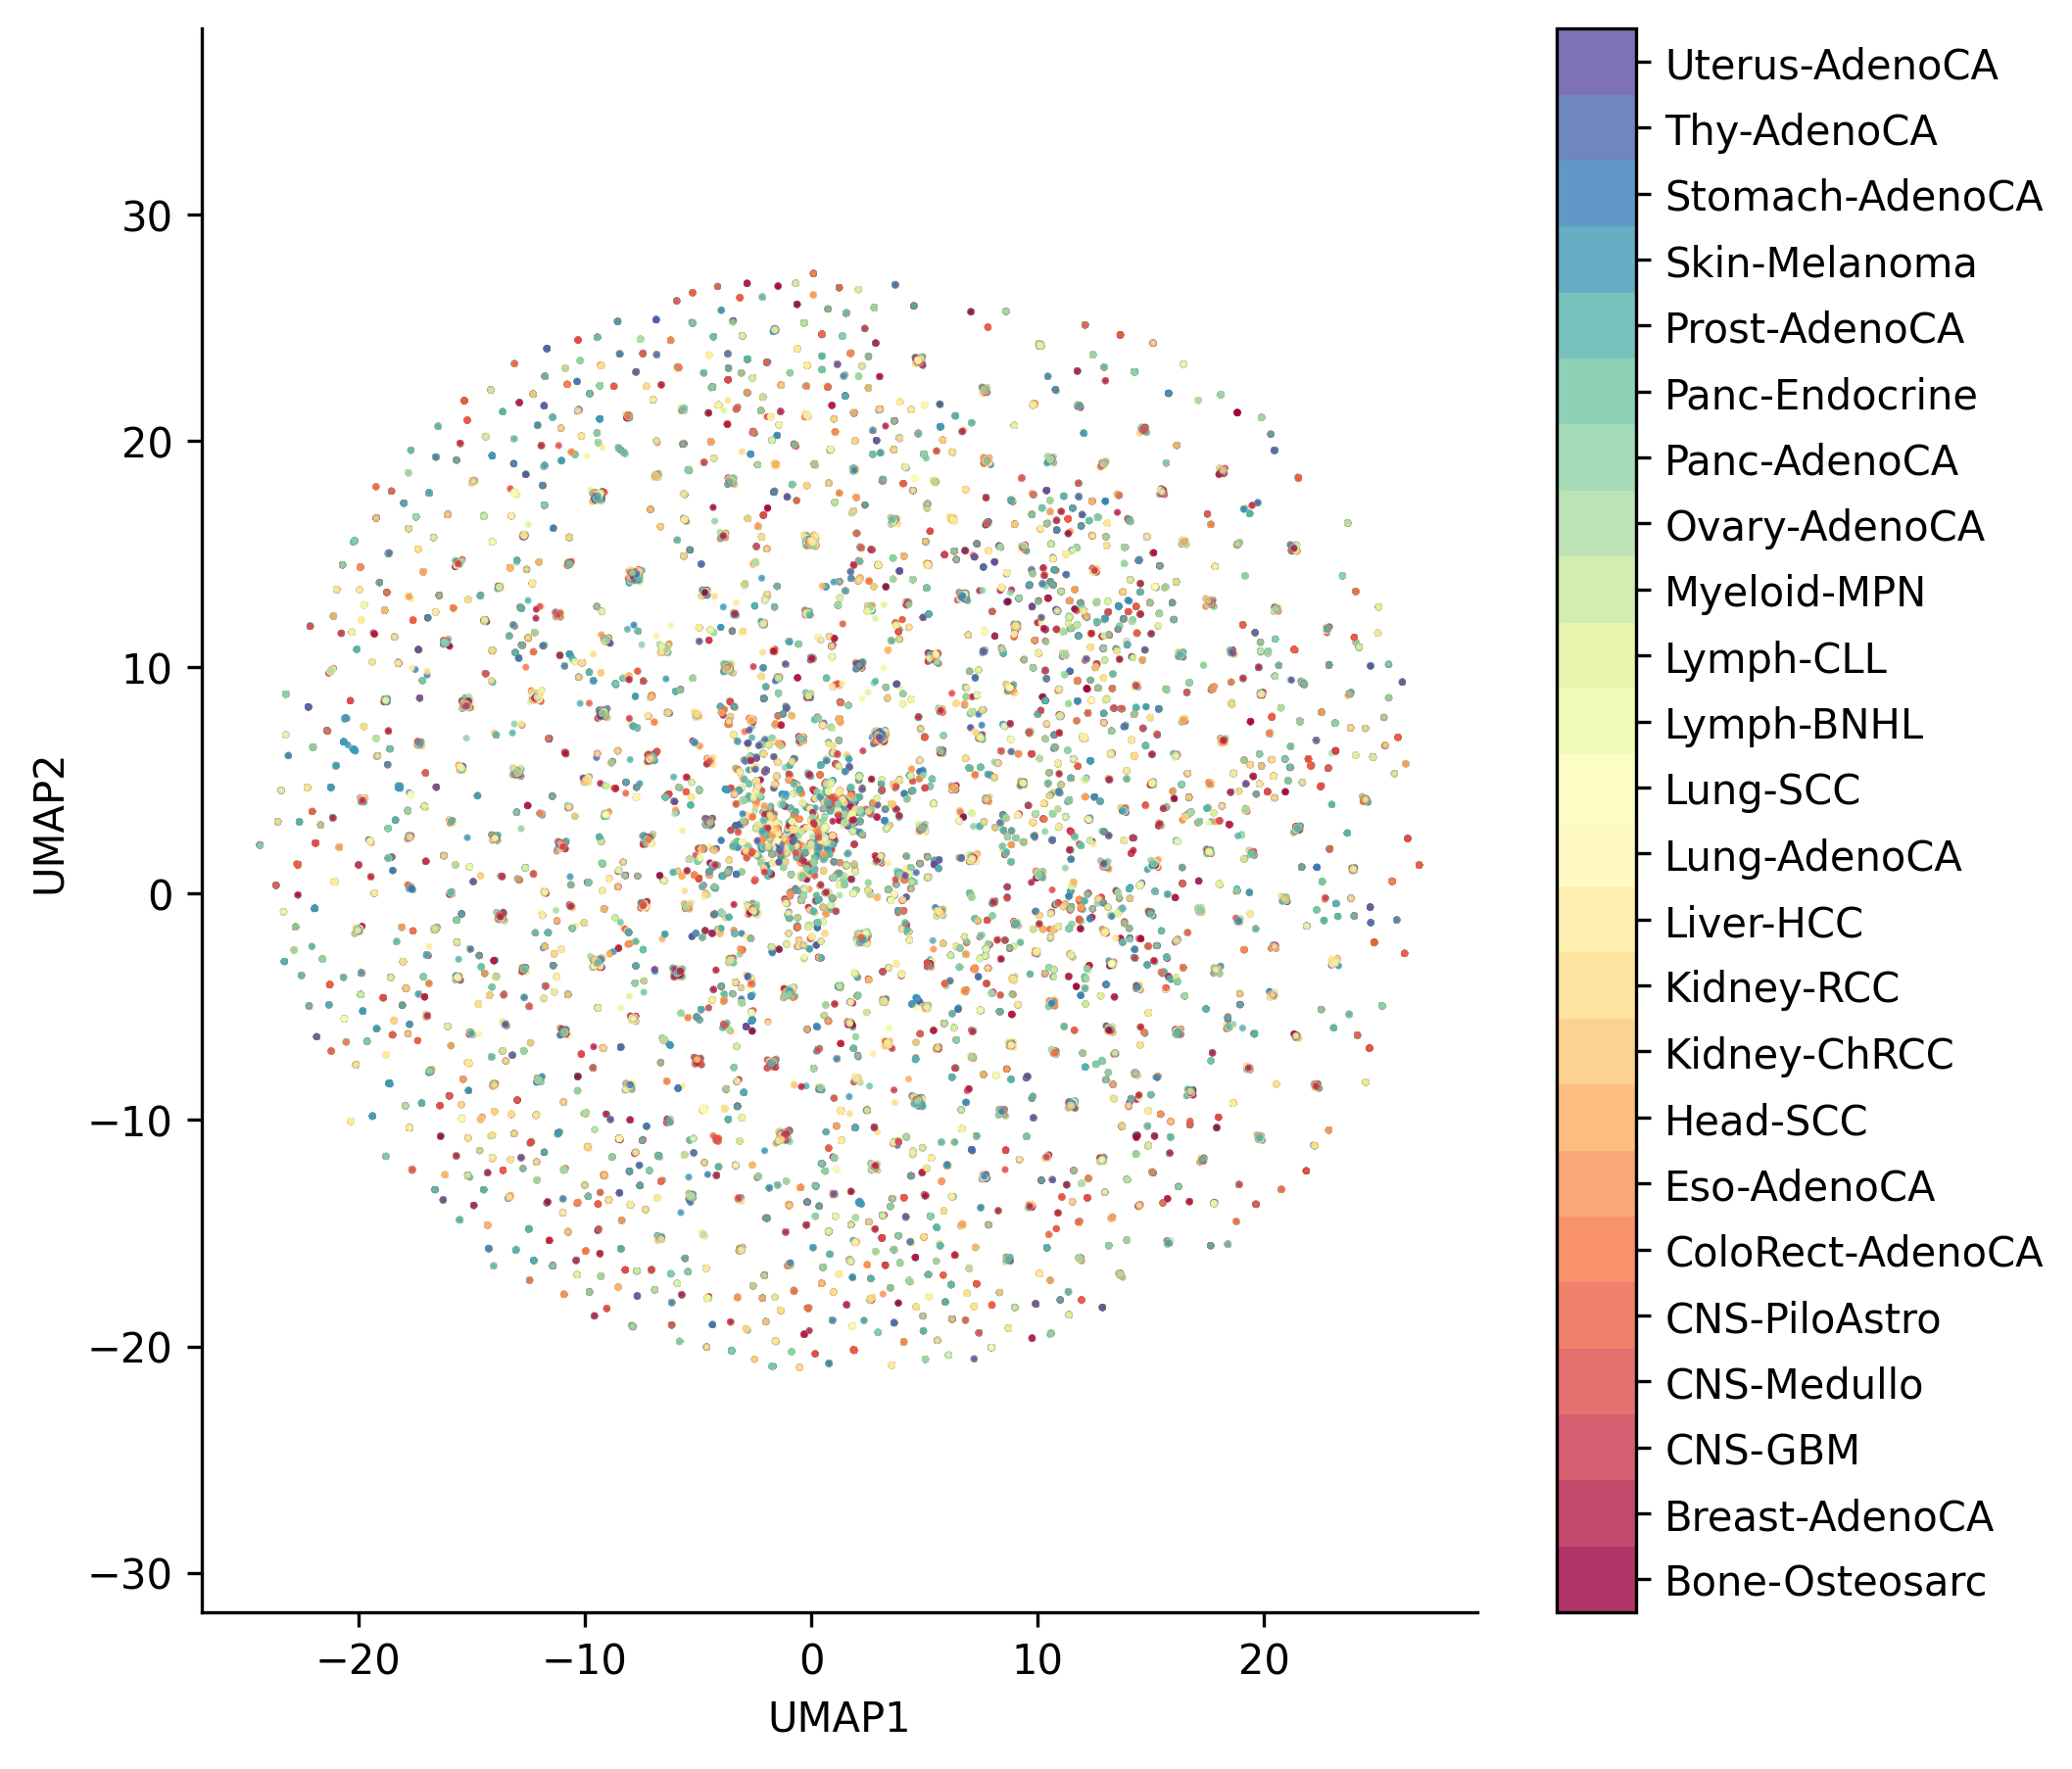 UMAP2
30
20
10
0
−10
−20
−30
−20
−10
0
10
20
UMAP1
Uterus-AdenoCA
Thy-AdenoCA
Stomach-AdenoCA
Skin-Melanoma
Prost-AdenoCA
Panc-Endocrine
Panc-AdenoCA
Ovary-AdenoCA
Myeloid-MPN
Lymph-CLL
Lymph-BNHL
Lung-SCC
Lung-AdenoCA
Liver-HCC
Kidney-RCC
Kidney-ChRCC
Head-SCC
Eso-AdenoCA
ColoRect-AdenoCA
CNS-PiloAstro
CNS-Medullo
CNS-GBM
Breast-AdenoCA
Bone-Osteosarc